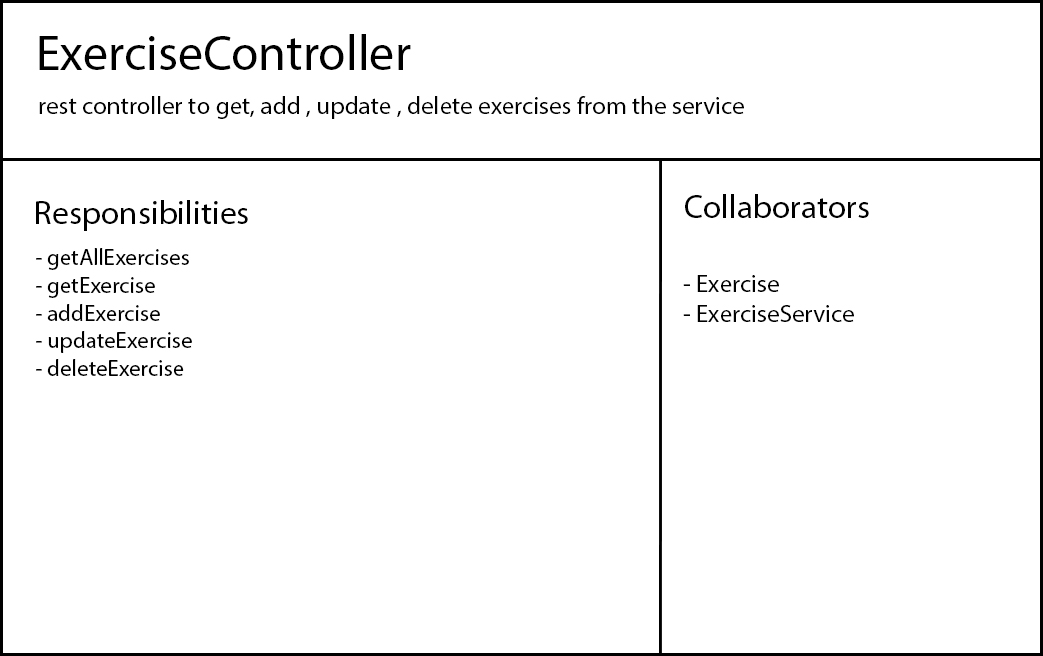 ExerciseController
rest controller to get, add , update , delete exercises from the service
Responsibilities
- getAllExercises
- getExercise
- addExercise
- updateExercise
- deleteExercise
Collaborators
- Exercise
- ExerciseService